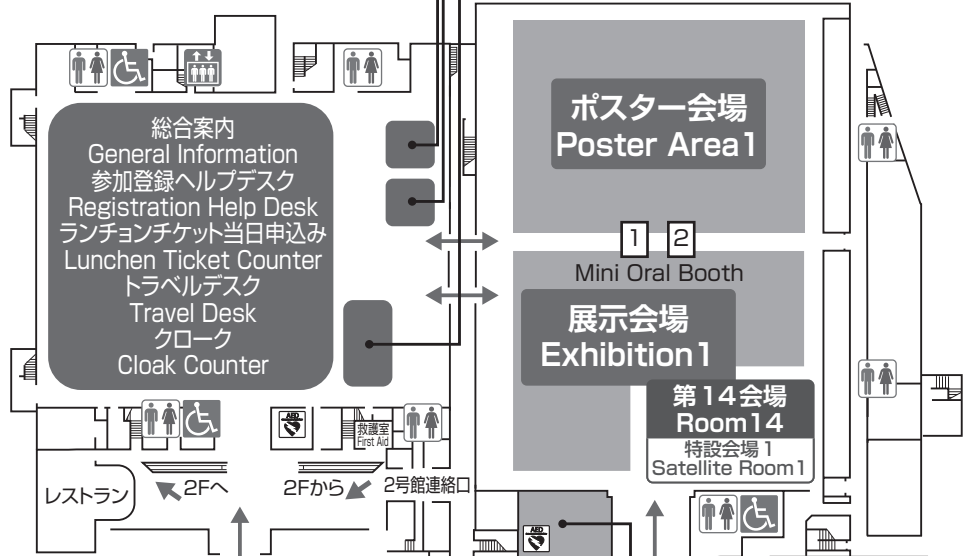 総合案内
General Information
参加登録ヘルプデスク
Registration Help Desk
ランチョンチケット当日申込み
Lunchen Ticket Counter
トラベルデスク
Travel Desk
クローク
Cloak Counter
ポスター会場
Poster Area1
1 2
Mini Oral Booth
展示会場
Exhibition1
第14会場
Room14
特設会場1
Satellite Room1
AED
救護室
First Aid
レストラン
2Fへ
2Fから
2号館連絡口
AED